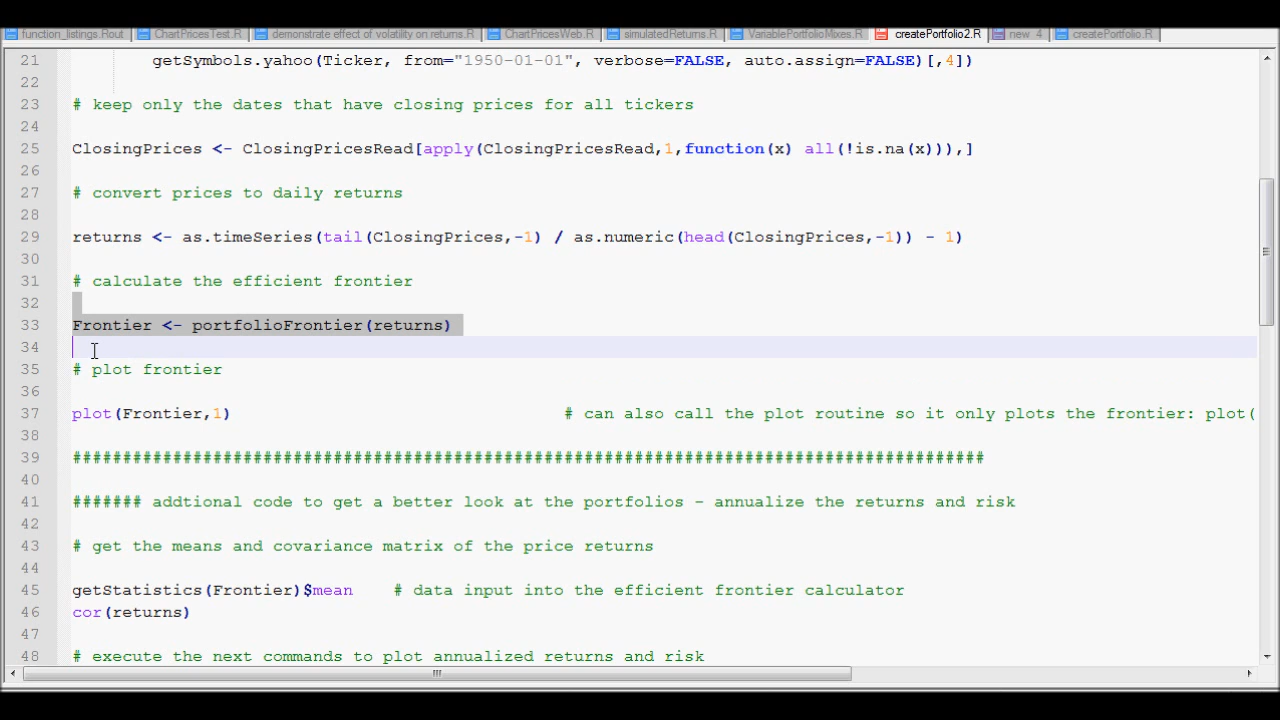 function_listings.Rout ChartPricesTest.R demonstrate effect of volatility on returns.R ChartPricesWeb.R simulatedReturns.R VariablePortfolioMixes.R createPortfolio2.R new 4 createPortfolio.R
21 getSymbols.yahoo(Ticker, from="1950-01-01", verbose=FALSE, auto.assign=FALSE)[,4])
22
23 # keep only the dates that have closing prices for all tickers
24
25 ClosingPrices <- ClosingPricesRead[apply(ClosingPricesRead,1,function(x) all(!is.na(x))),]
26
27 # convert prices to daily returns
28
29 returns <- as.timeSeries(tail(ClosingPrices,-1) / as.numeric(head(ClosingPrices,-1)) - 1)
30
31 # calculate the efficient frontier
32
33 Frontier <- portfolioFrontier(returns)
34
35 # plot frontier
36
37 plot(Frontier,1) # can also call the plot routine so it only plots the frontier: plot(
38
39 ###########################################################################################
40
41 ####### addtional code to get a better look at the portfolios - annualize the returns and risk
42
43 # get the means and covariance matrix of the price returns
44
45 getStatistics(Frontier)$mean # data input into the efficient frontier calculator
46 cor(returns)
47
48 # execute the next commands to plot annualized returns and risk